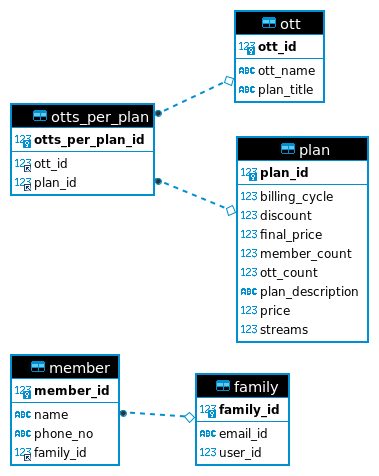 ott
123 ott_id
ABC ott_name
ABC plan_title
otts_per_plan
123 otts_per_plan_id
123 ott_id
123 plan_id
plan
123 plan_id
123 billing_cycle
123 discount
123 final_price
123 member_count
123 ott_count
ABC plan_description
123 price
123 streams
member
123 member_id
ABC name
ABC phone_no
123 family_id
family
123 family_id
ABC email_id
123 user_id